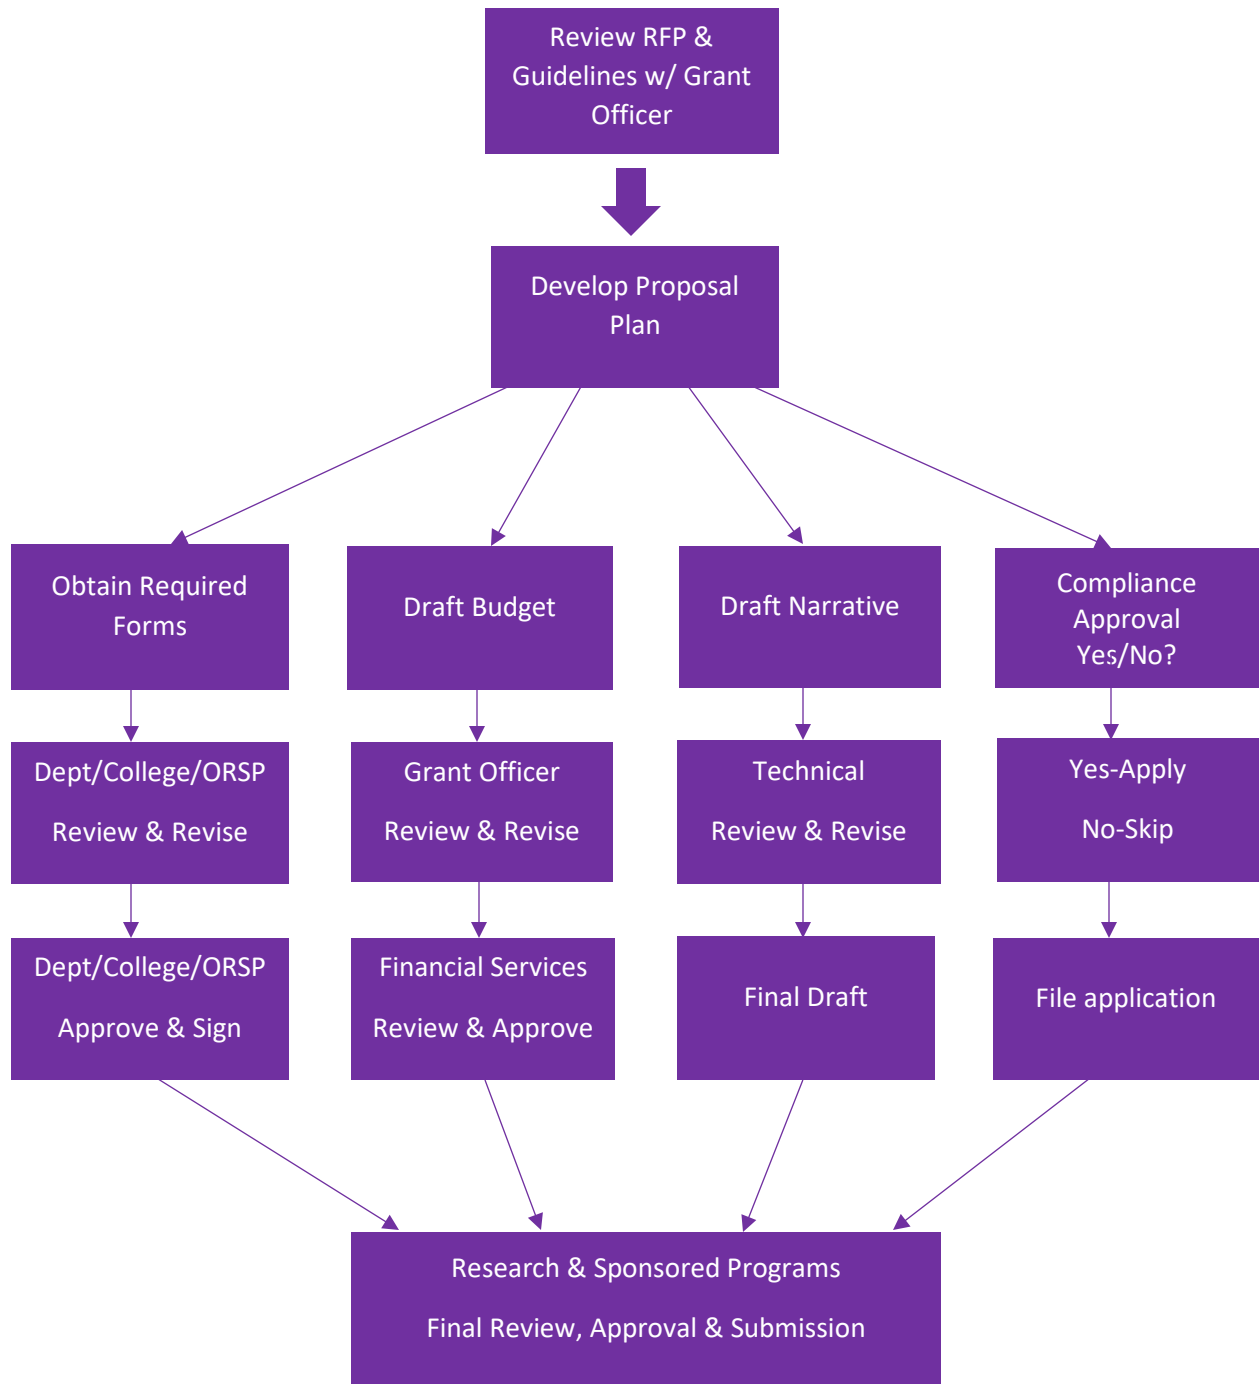 Review RFP &
Guidelines w/ Grant
Officer
Develop Proposal
Plan
Obtain Required
Forms
Draft Budget
Draft Narrative
Compliance
Approval
Yes/No?
Dept/College/ORSP
Review & Revise
Grant Officer
Review & Revise
Technical
Review & Revise
Yes-Apply
No-Skip
Dept/College/ORSP
Approve & Sign
Financial Services
Review & Approve
Final Draft
File application
Research & Sponsored Programs
Final Review, Approval & Submission